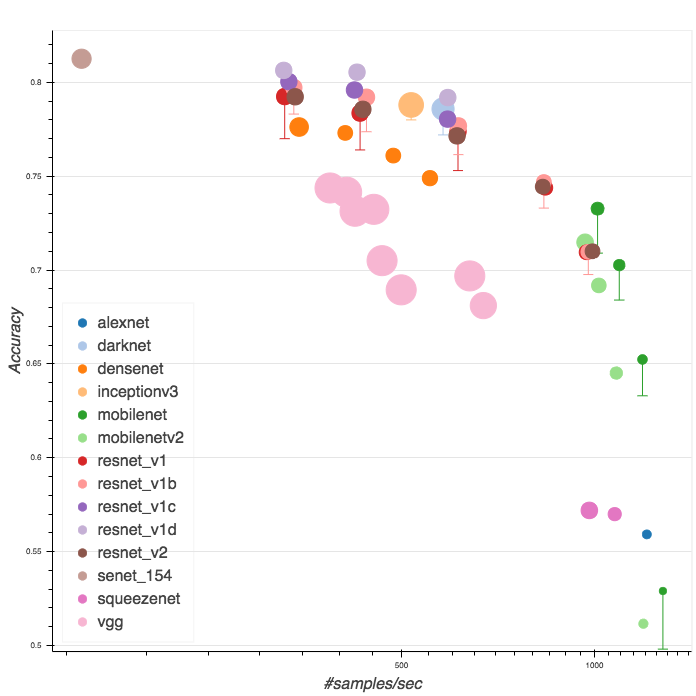 0.8
0.75
0.7
0.65
0.6
0.55
0.5
Accuracy
alexnet
darknet
densenet
inceptionv3
mobilenet
mobilenetv2
resnet_v1
resnet_v1b
resnet_v1c
resnet_v1d
resnet_v2
senet_154
squeezenet
vgg
500 1000
#samples/sec